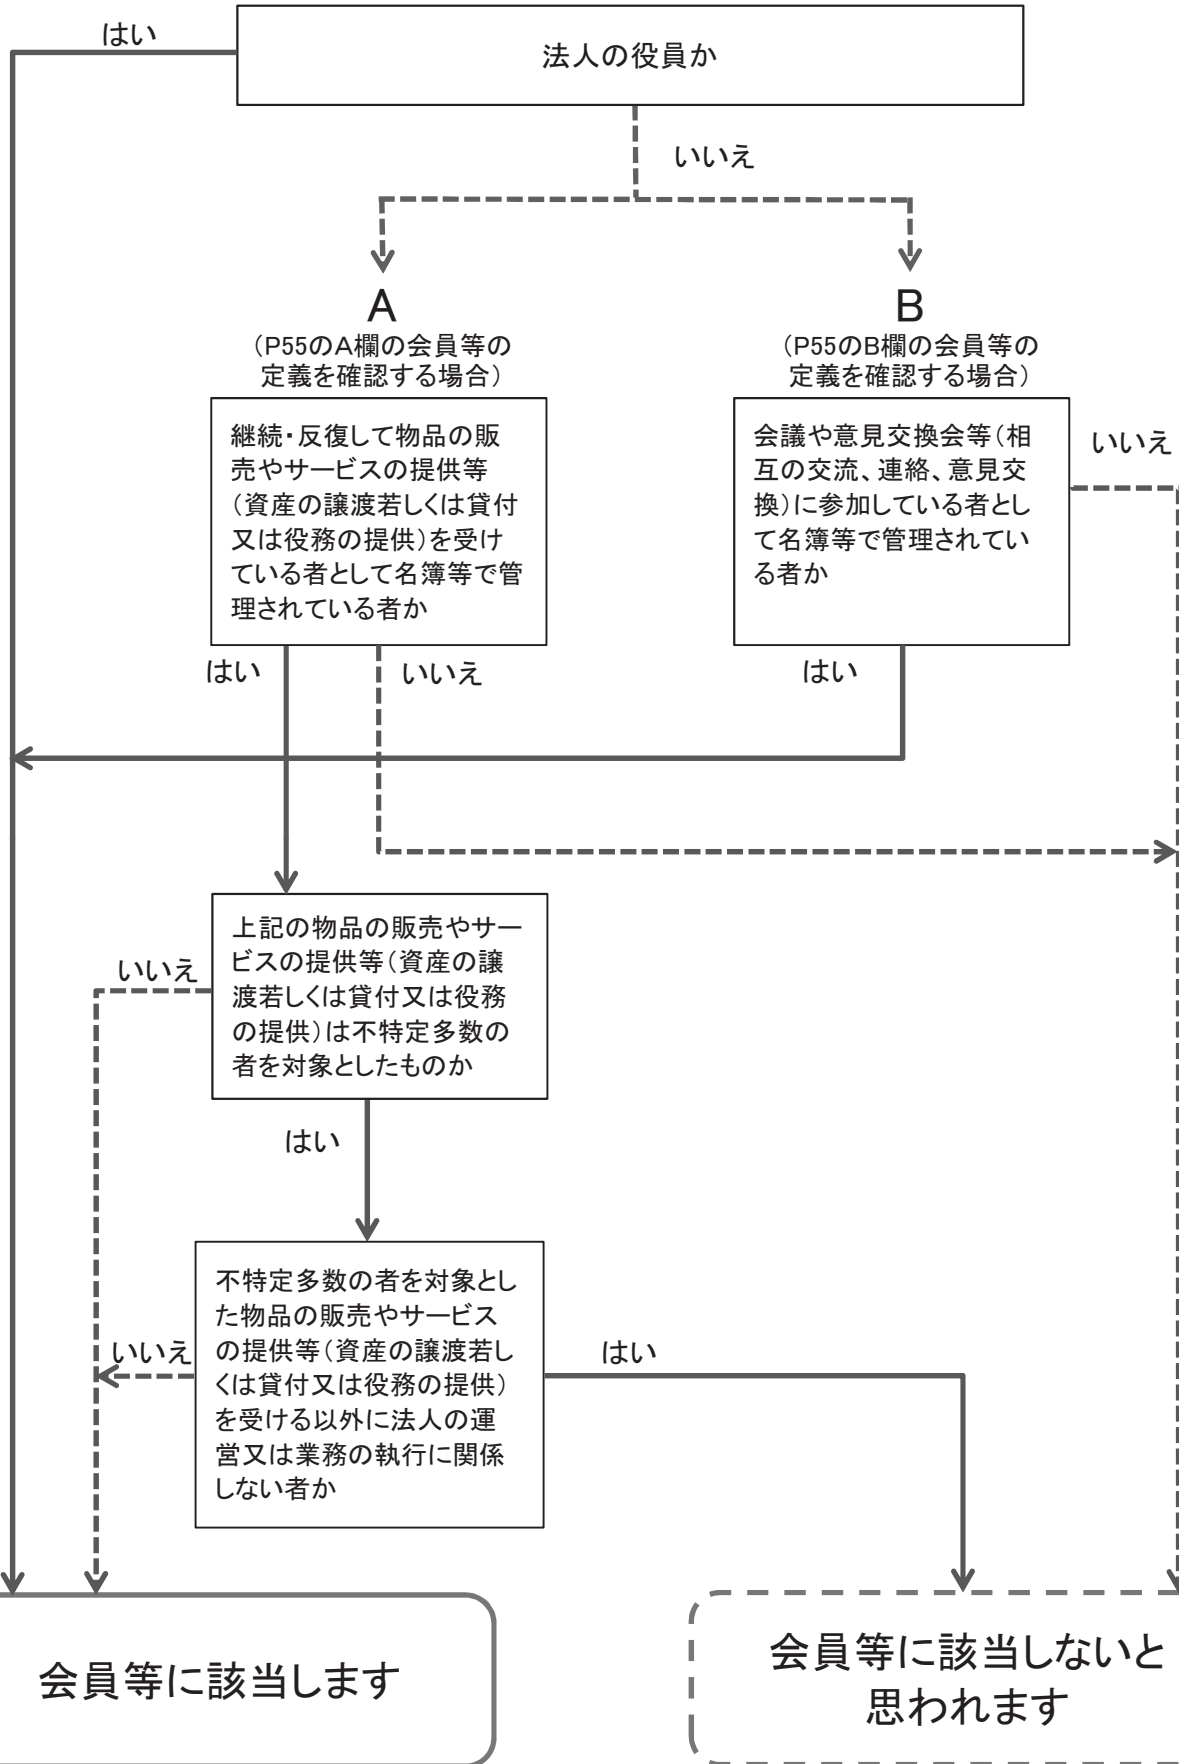 はい
法人の役員か
いいえ
A
(P55のA欄の会員等の
定義を確認する場合)
B
(P55のB欄の会員等の
定義を確認する場合)
継続・反復して物品の販
売やサービスの提供等
(資産の譲渡若しくは貸付
又は役務の提供)を受け
ている者として名簿等で管
理されている者か
会議や意見交換会等(相
互の交流、連絡、意見交
換)に参加している者とし
て名簿等で管理されてい
る者か
いいえ
はい
いいえ
はい
上記の物品の販売やサー
ビスの提供等(資産の譲
渡若しくは貸付又は役務
の提供)は不特定多数の
者を対象としたものか
いいえ
はい
不特定多数の者を対象とし
た物品の販売やサービス
の提供等(資産の譲渡若し
くは貸付又は役務の提供)
を受ける以外に法人の運
営又は業務の執行に関係
しない者か
いいえ
はい
会員等に該当します
会員等に該当しないと
思われます